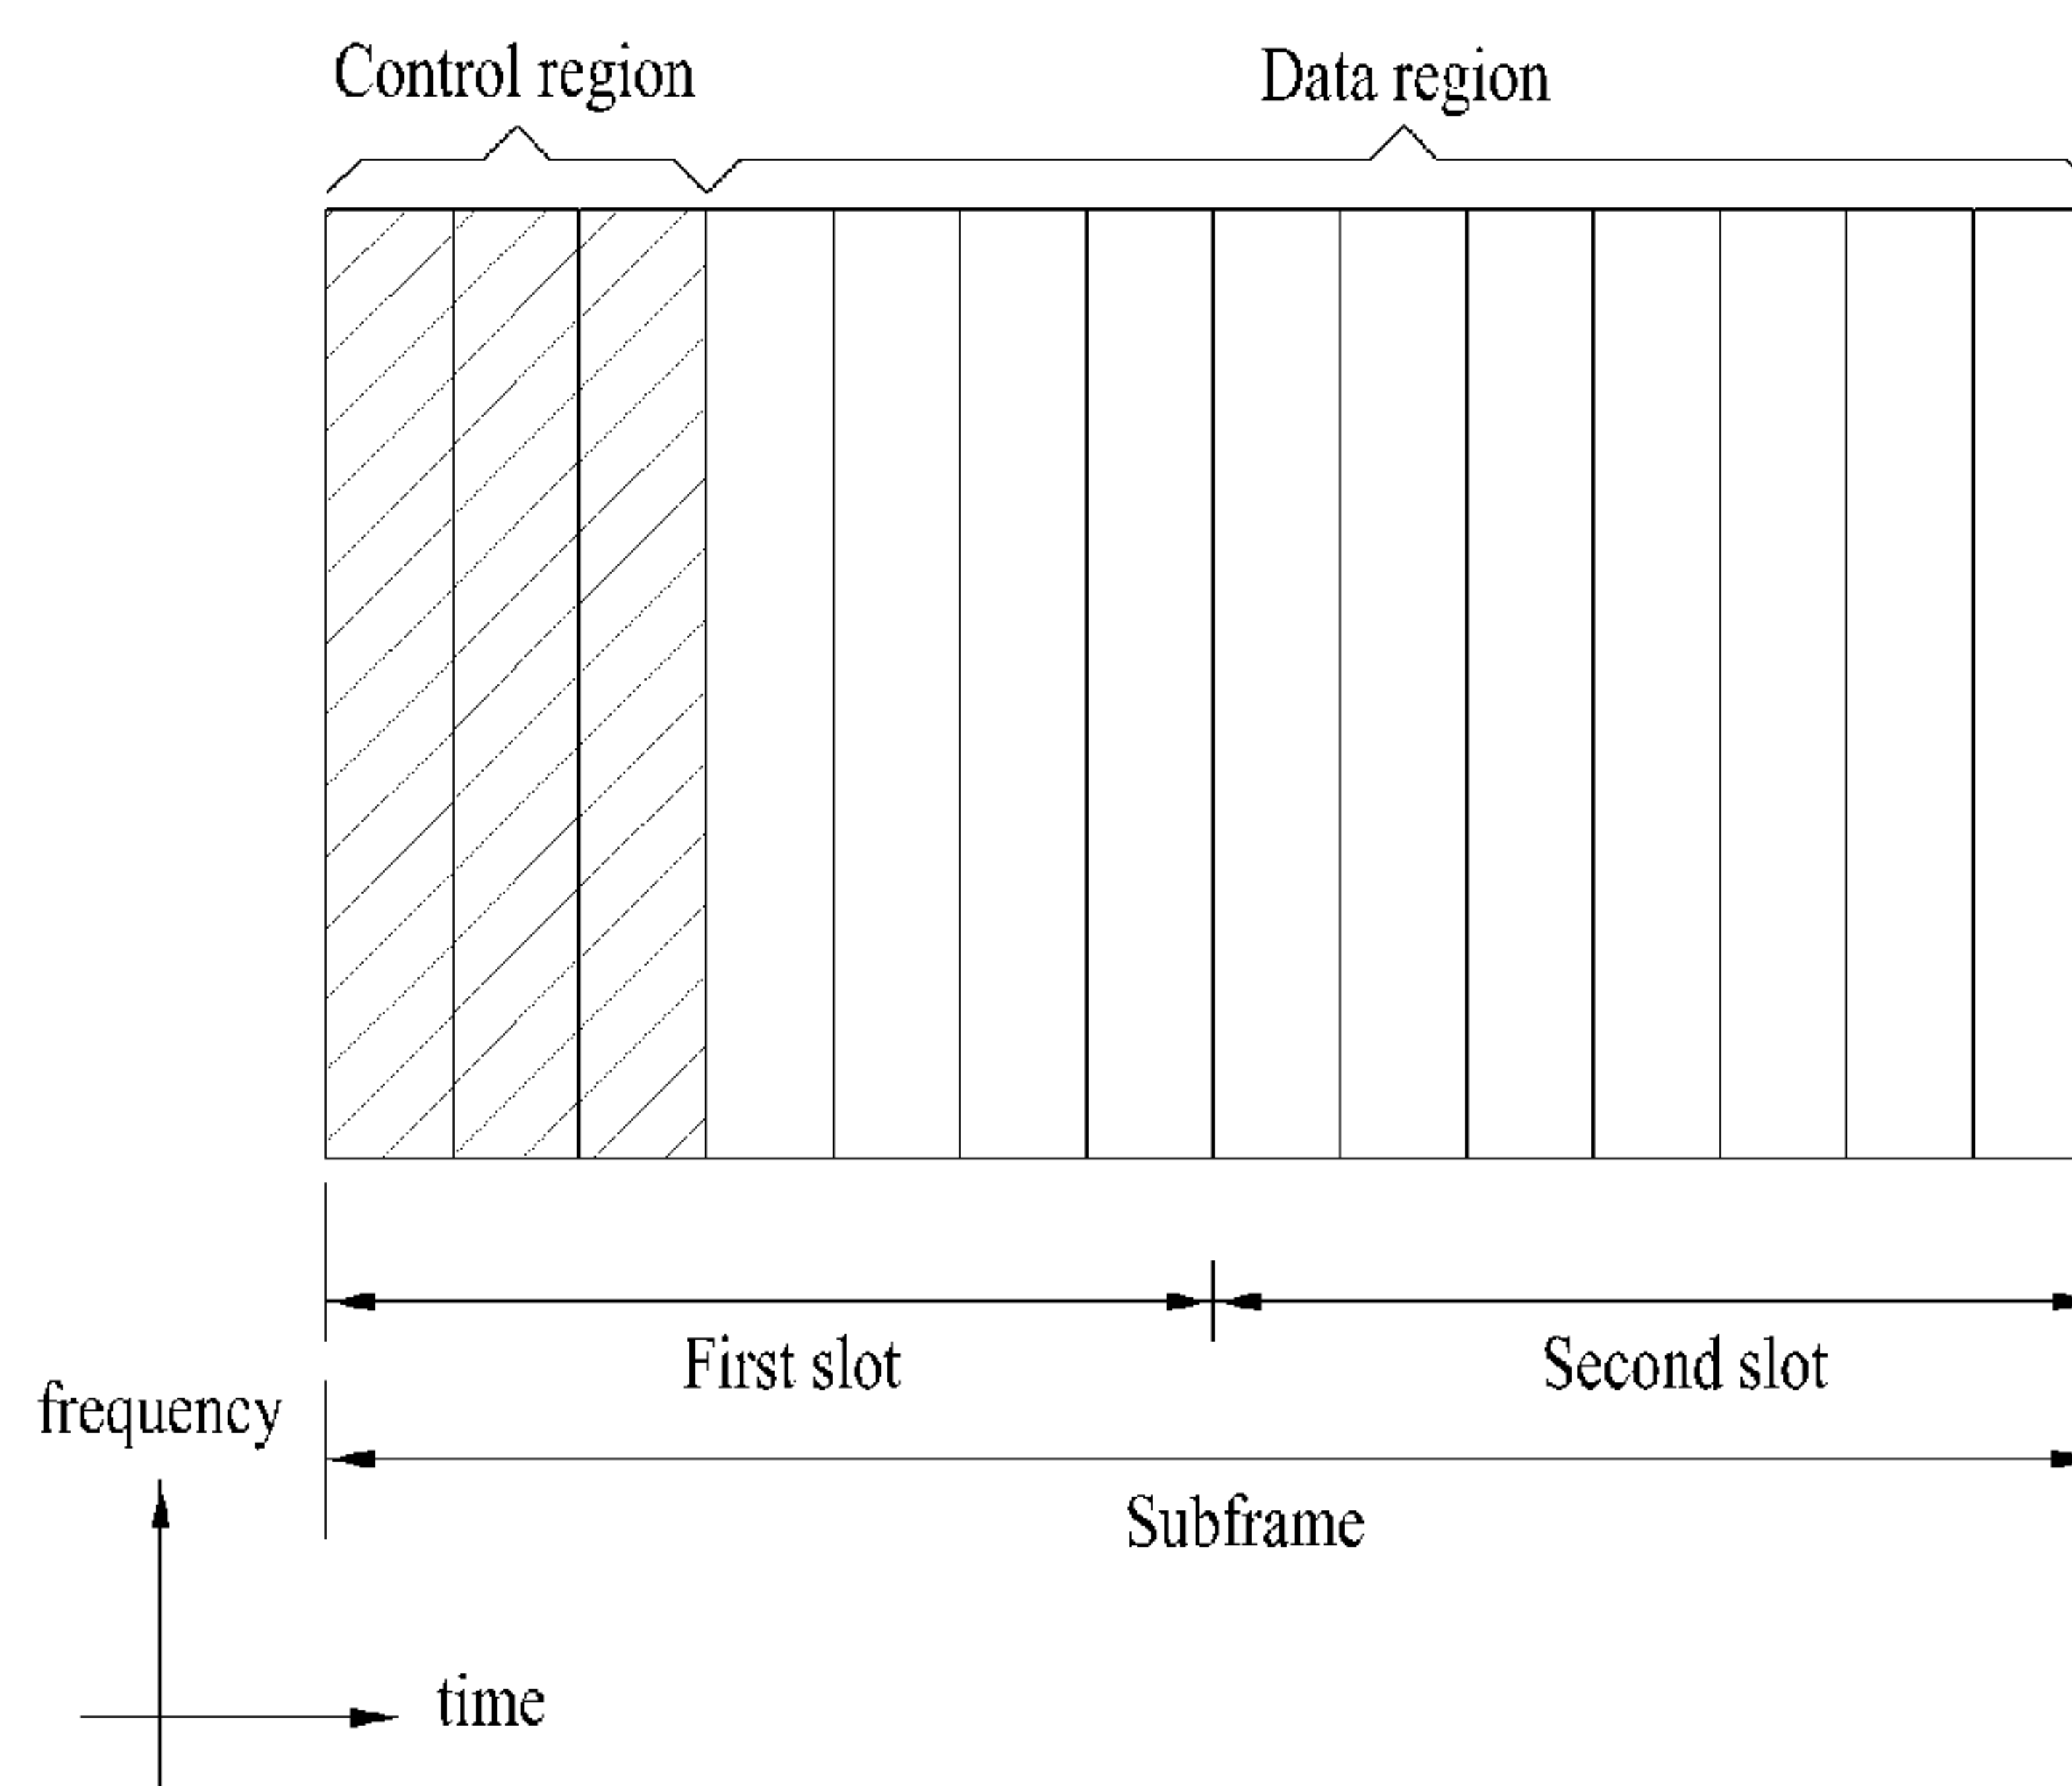 Control region
Data region
First slot
Second slot
frequency
Subframe
time